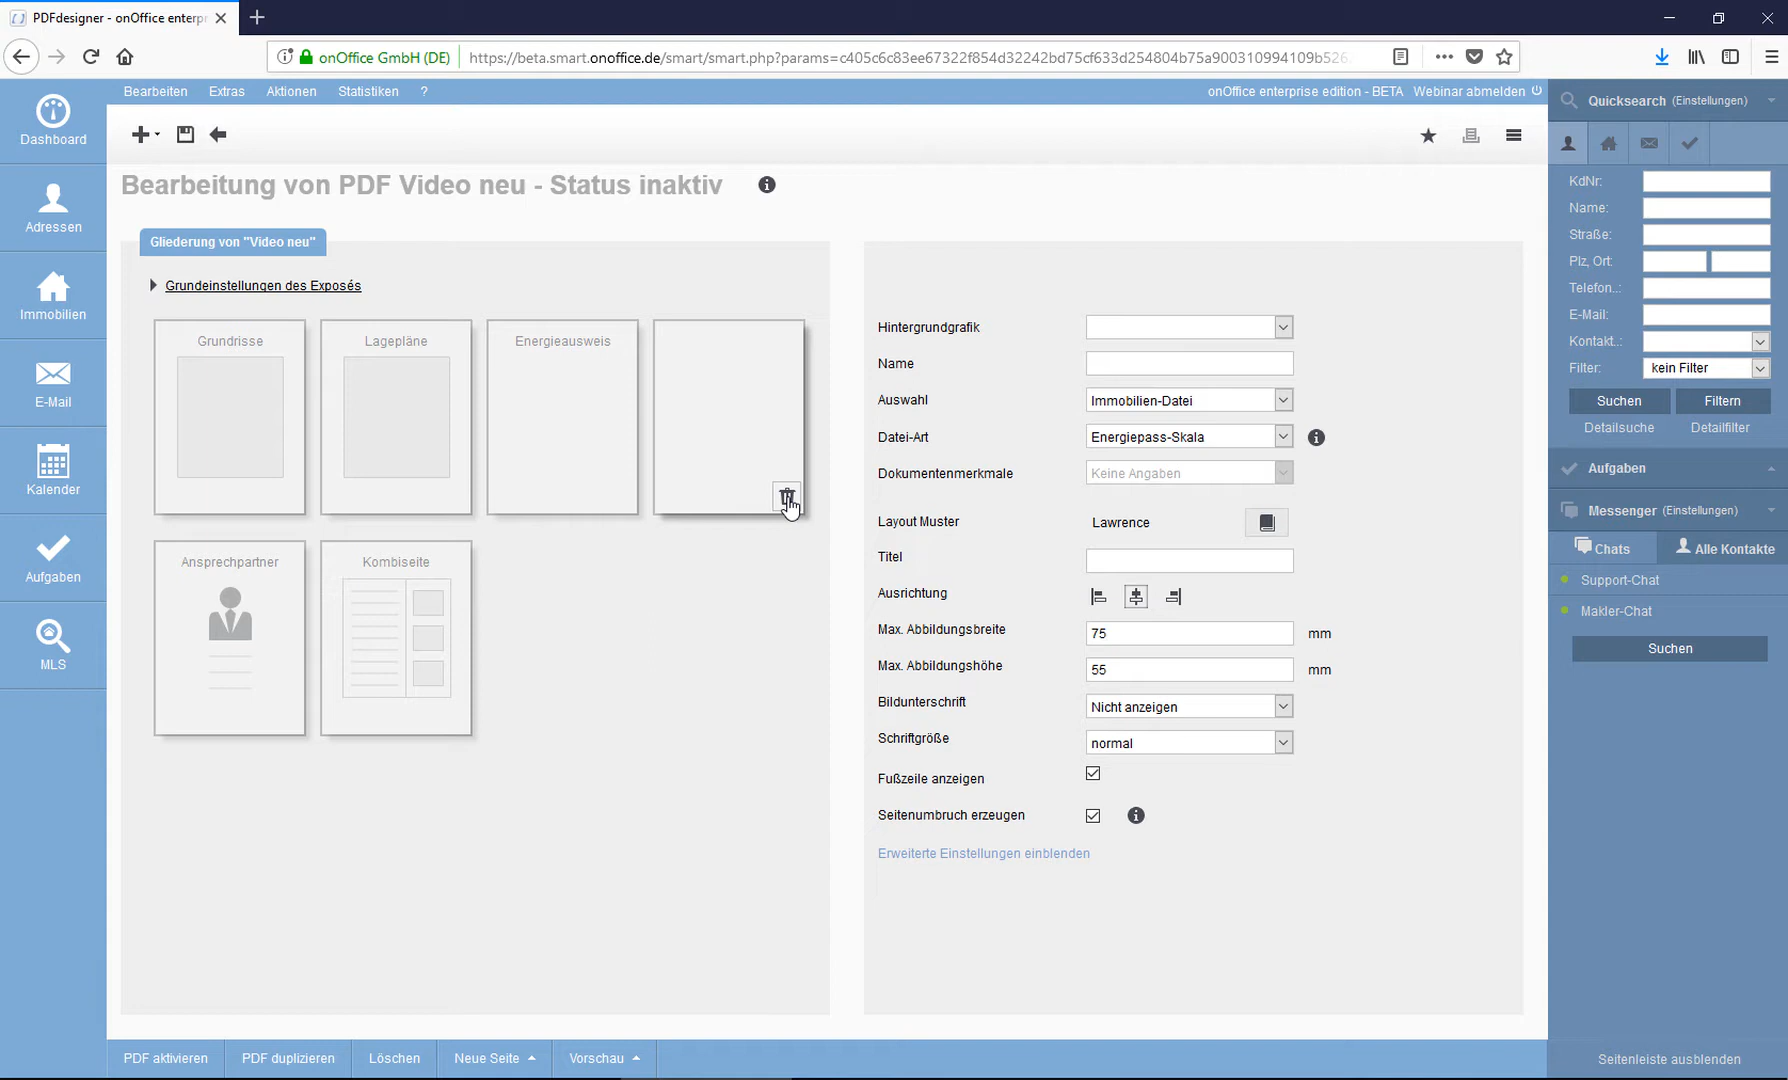 PDFdesigner - onOffice enterpr
onOffice GmbH (DE)
https://beta.smart.onoffice.de/smart/smart.php?params=c405c6c83ee67322f854d32242bd75cf633d254804b75a900310994109b526
Bearbeiten Extras Aktionen Statistiken ?
onOffice enterprise edition - BETA Webinar abmelden
Dashboard
Adressen
Immobilien
E-Mail
Kalender
Aufgaben
MLS
Bearbeitung von PDF Video neu - Status inaktiv
Gliederung von "Video neu"
Grundeinstellungen des Exposés
Grundrisse
Lagepläne
Energieausweis
Ansprechpartner
Kombiseite
Hintergrundgrafik
Name
Auswahl Immobilien-Datei
Datei-Art Energiepass-Skala
Dokumentenmerkmale Keine Angaben
Layout Muster Lawrence
Titel
Ausrichtung
Max. Abbildungsbreite 75 mm
Max. Abbildungshöhe 55 mm
Bildunterschrift Nicht anzeigen
Schriftgröße normal
Fußzeile anzeigen
Seitenumbruch erzeugen
Erweiterte Einstellungen einblenden
Quicksearch (Einstellungen)
KdNr:
Name:
Straße:
Plz, Ort:
Telefon..:
E-Mail:
Kontakt..:
Filter: kein Filter
Suchen Filtern
Detailsuche Detailfilter
Aufgaben
Messenger (Einstellungen)
Chats Alle Kontakte
Support-Chat
Makler-Chat
Suchen
PDF aktivieren PDF duplizieren Löschen Neue Seite Vorschau
Seitenleiste ausblenden